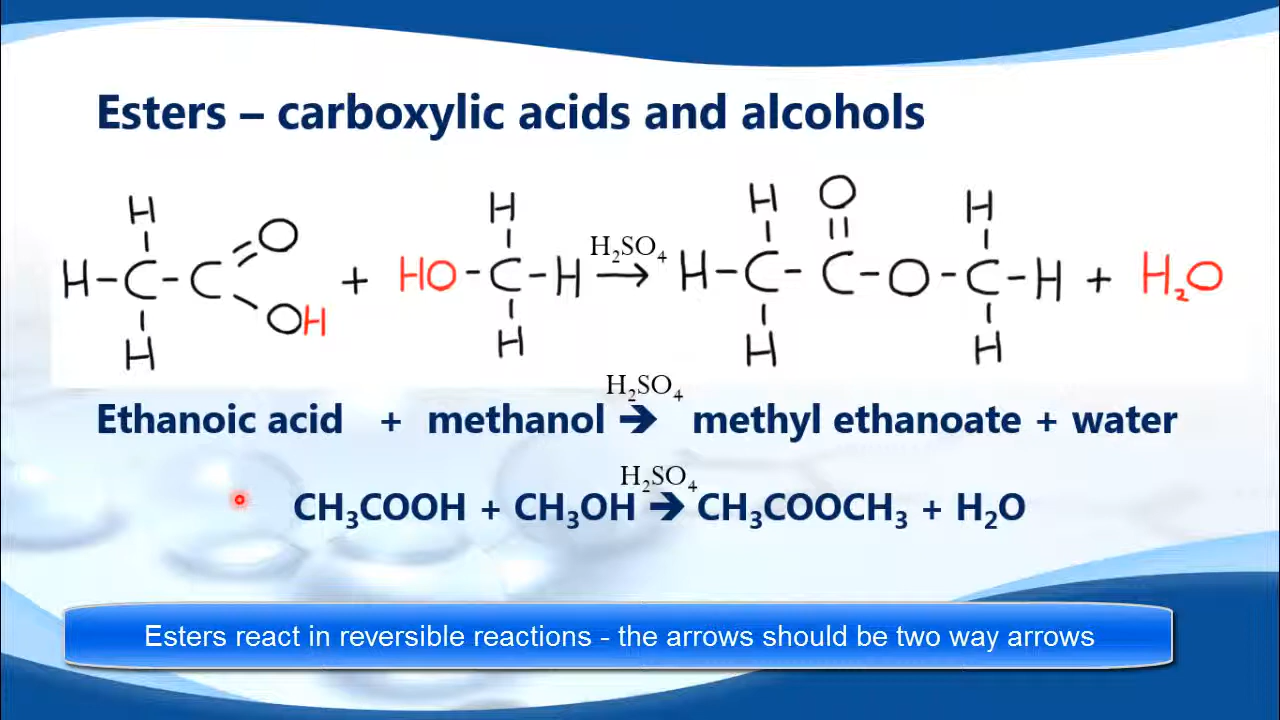 Esters – carboxylic acids and alcohols
H H O H
H–C–C=O + HO–C–H H₂SO₄ → H–C–C–O–C–H + H₂O
OH
H H H H
H₂SO₄
Ethanoic acid + methanol ➔ methyl ethanoate + water
H₂SO₄
CH₃COOH + CH₃OH ➔ CH₃COOCH₃ + H₂O
Esters react in reversible reactions - the arrows should be two way arrows